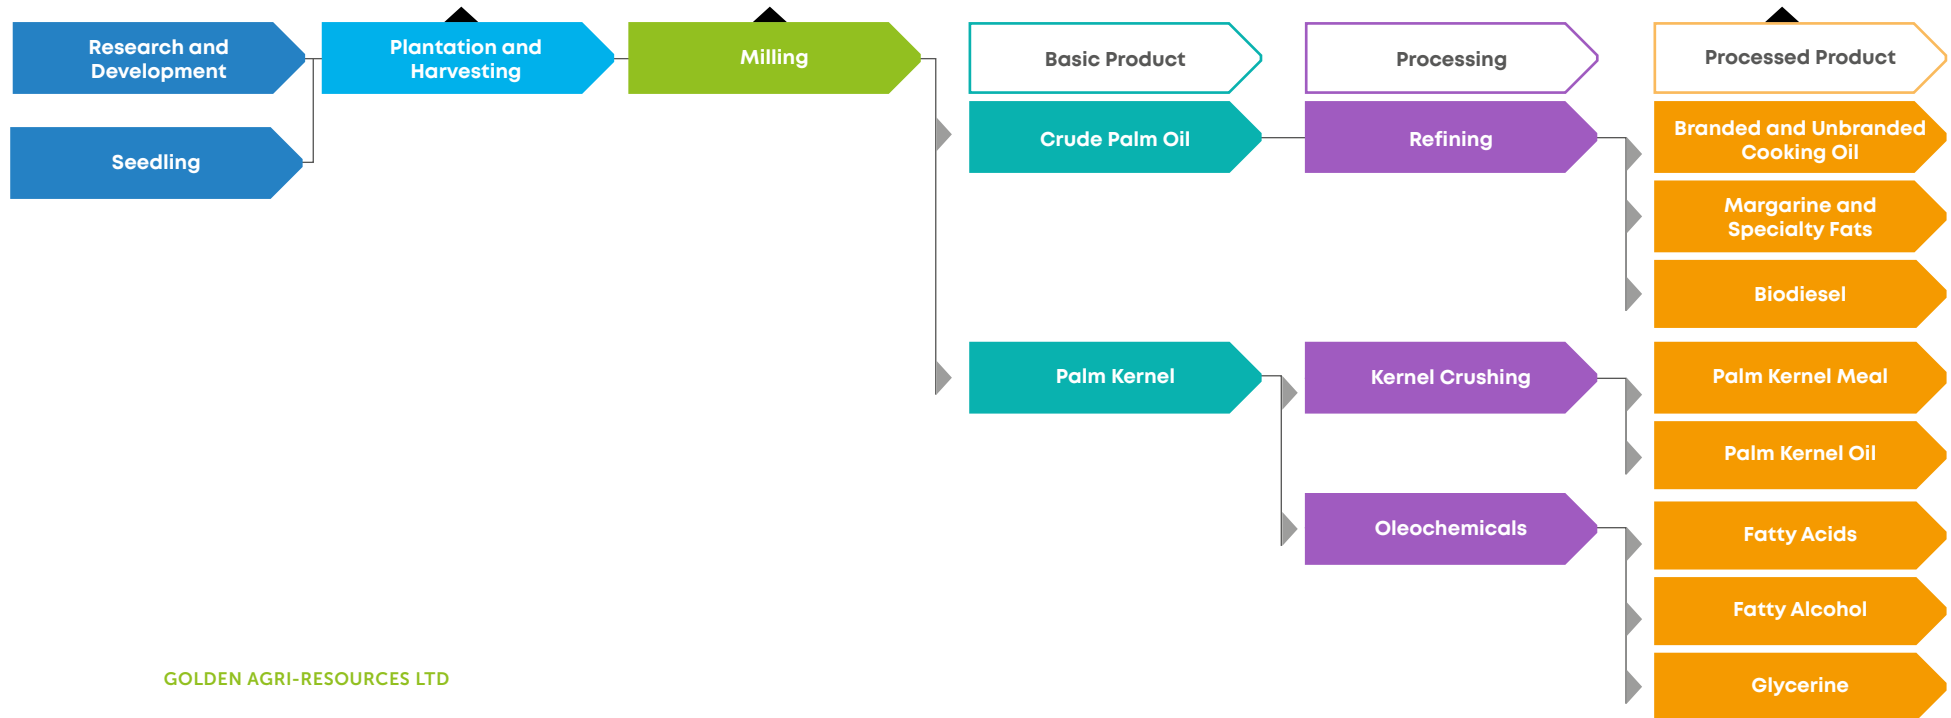 Research and
Development
Plantation and
Harvesting
Milling
Basic Product
Processing
Processed Product
Seedling
Crude Palm Oil
Refining
Branded and Unbranded
Cooking Oil
Margarine and
Specialty Fats
Biodiesel
Palm Kernel
Kernel Crushing
Palm Kernel Meal
Palm Kernel Oil
Oleochemicals
Fatty Acids
Fatty Alcohol
Glycerine
GOLDEN AGRI-RESOURCES LTD